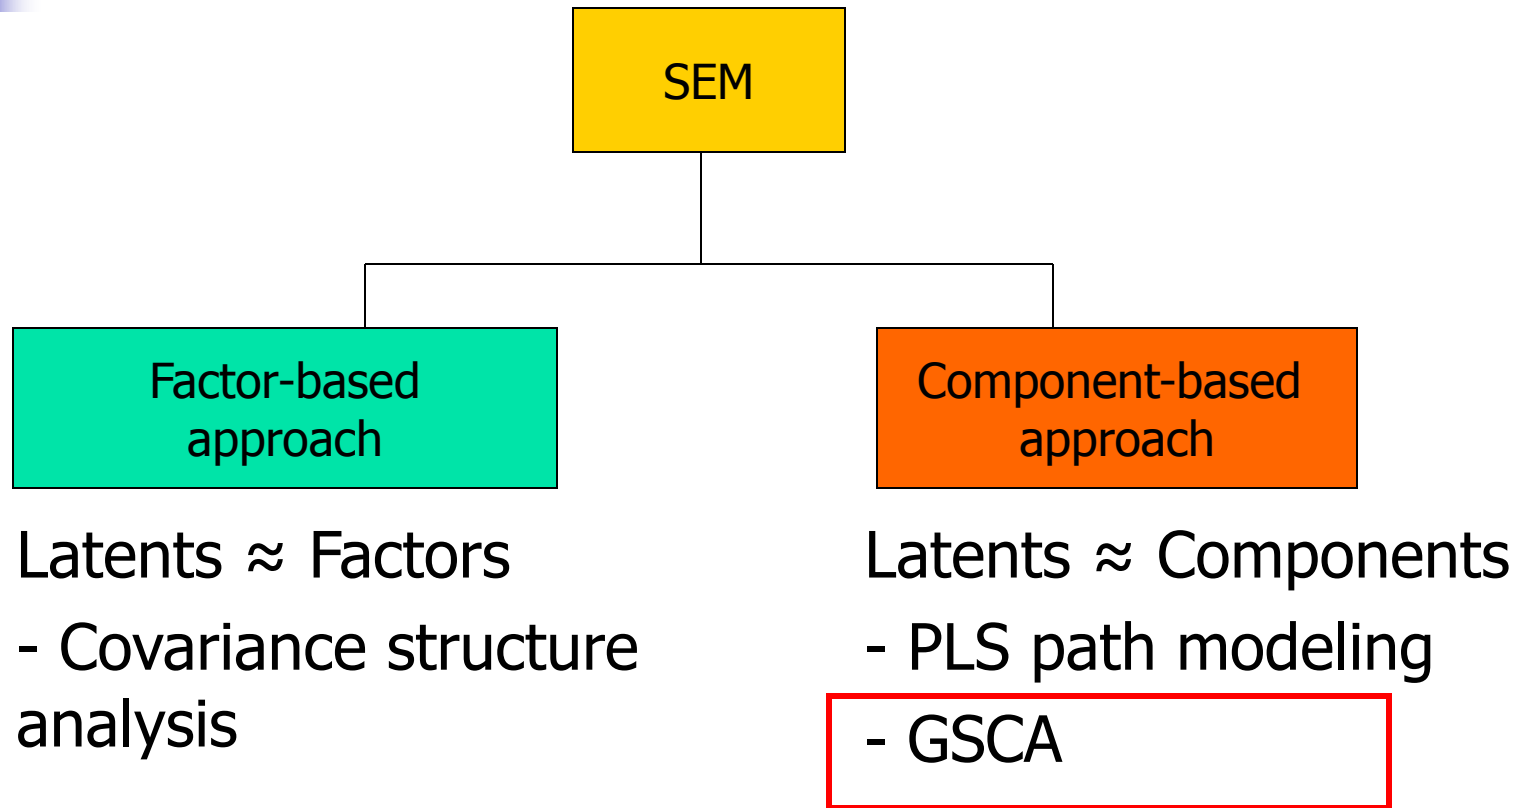 SEM
Factor-based
approach
Component-based
approach
Latents ≈ Factors
- Covariance structure
analysis
Latents ≈ Components
- PLS path modeling
- GSCA